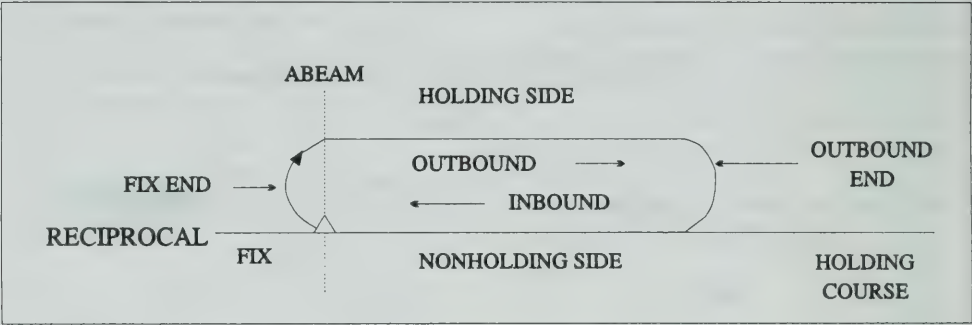 ABEAM
HOLDING SIDE
OUTBOUND
OUTBOUND
END
FIX END
INBOUND
RECIPROCAL
FIX
NONHOLDING SIDE
HOLDING
COURSE